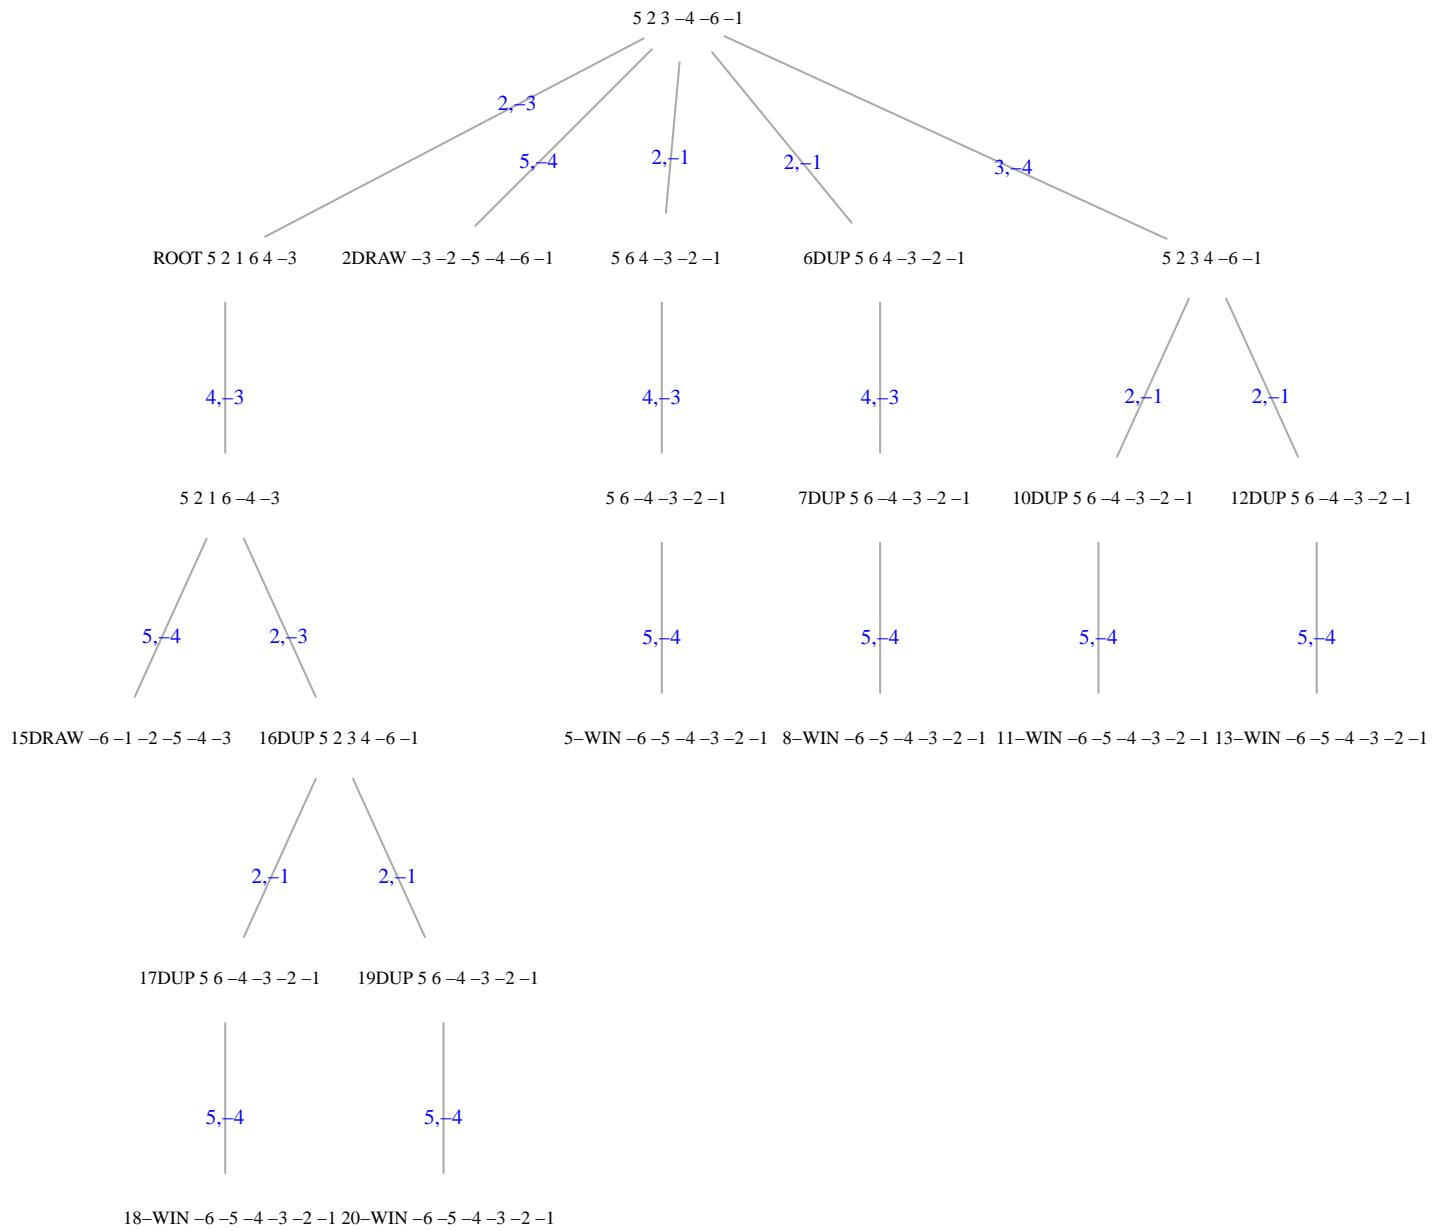 5 2 3 –4 –6 –1
2,–3
5,–4
2,–1
2,–1
3,–4
ROOT 5 2 1 6 4 –3
2DRAW –3 –2 –5 –4 –6 –1
5 6 4 –3 –2 –1
6DUP 5 6 4 –3 –2 –1
5 2 3 4 –6 –1
4,–3
4,–3
4,–3
2,–1
2,–1
5 2 1 6 –4 –3
5 6 –4 –3 –2 –1
7DUP 5 6 –4 –3 –2 –1
10DUP 5 6 –4 –3 –2 –1
12DUP 5 6 –4 –3 –2 –1
5,–4
2,–3
5,–4
5,–4
5,–4
5,–4
15DRAW –6 –1 –2 –5 –4 –3
16DUP 5 2 3 4 –6 –1
5–WIN –6 –5 –4 –3 –2 –1
8–WIN –6 –5 –4 –3 –2 –1
11–WIN –6 –5 –4 –3 –2 –1
13–WIN –6 –5 –4 –3 –2 –1
2,–1
2,–1
17DUP 5 6 –4 –3 –2 –1
19DUP 5 6 –4 –3 –2 –1
5,–4
5,–4
18–WIN –6 –5 –4 –3 –2 –1
20–WIN –6 –5 –4 –3 –2 –1